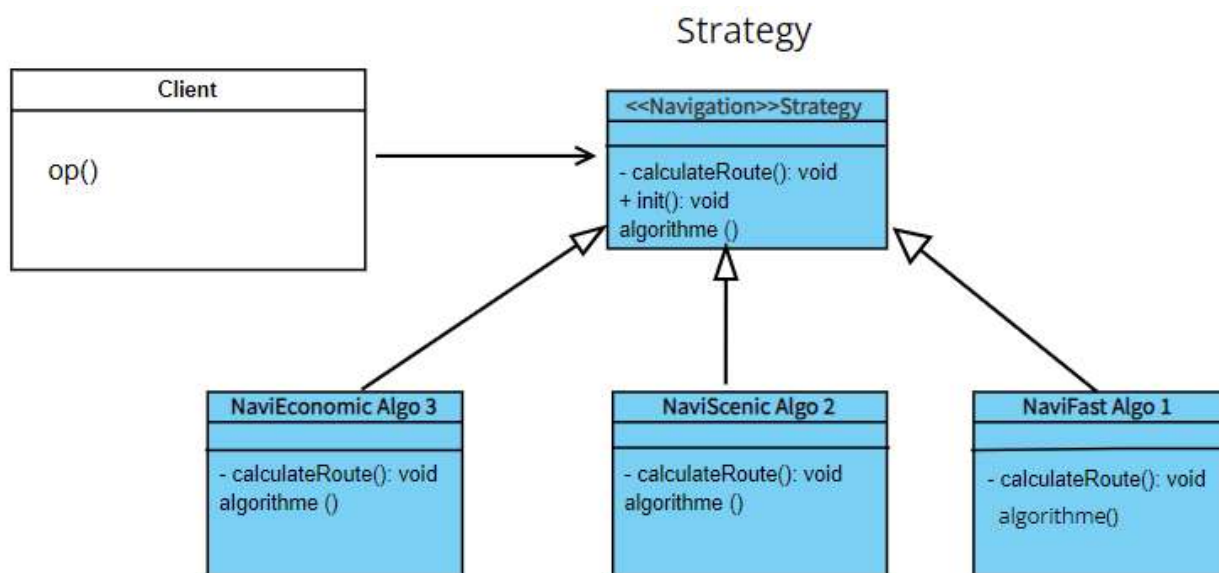 Strategy
Client
op()
<<Navigation>>Strategy
- calculateRoute(): void
+ init(): void
algorithme ()
NaviEconomic Algo 3
- calculateRoute(): void
algorithme ()
NaviScenic Algo 2
- calculateRoute(): void
algorithme ()
NaviFast Algo 1
- calculateRoute(): void
algorithme()